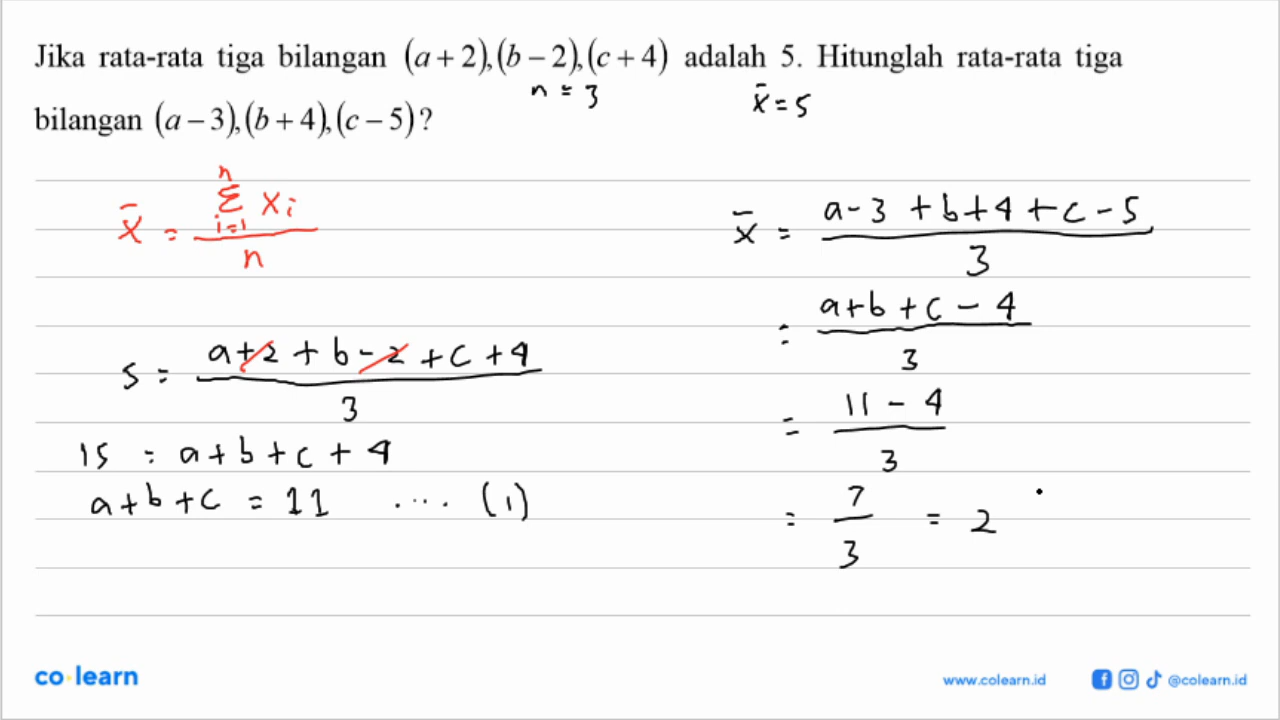 Jika rata-rata tiga bilangan (a + 2), (b − 2), (c + 4) adalah 5. Hitunglah rata-rata tiga
n = 3 x̄ = 5
bilangan (a − 3), (b + 4), (c − 5) ?
x̄ = n Σ i=1 xi / n
5 = a+2 + b-2 + c + 4 / 3
15 = a + b + c + 4
a + b + c = 11 .... (1)
x̄ = a - 3 + b + 4 + c - 5 / 3
= a+b + c - 4 / 3
= 11 - 4 / 3
= 7 / 3 = 2
co·learn
www.colearn.id
@colearn.id